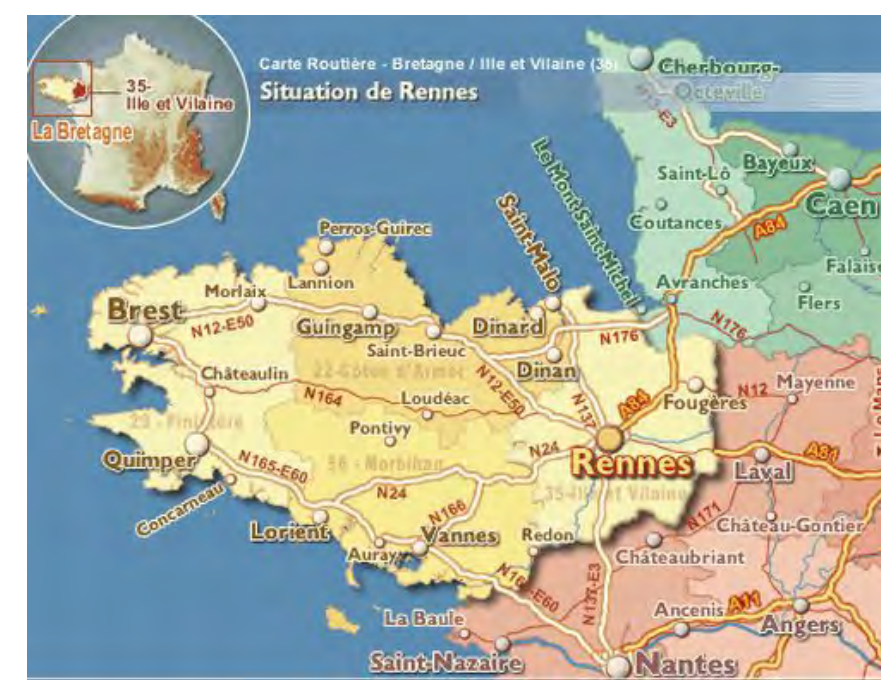 Carte Routière - Bretagne / Ille et Vilaine (35)
Situation de Rennes
35-
Ille et Vilaine
La Bretagne
Cherbourg-
Octeville
E3
Bayeux
Saint-Lô
Caen
Coutances
A84
Le Mont Saint-Michel
Saint-Malo
Perros-Guirec
Lannion
Morlaix
Brest
N12-E50
Guingamp
Saint-Brieuc
Dinard
Dinan
N176
Avranches
Falaise
Flers
N176
Châteaulin
22-Côtes d'Armor
N164
Loudéac
N12-E50
N137
A84
Fougères
N12
Mayenne
Le Mans
29 - Finistère
Pontivy
Quimper
N165-E60
56 - Morbihan
N24
N24
Rennes
Laval
A84
35-Ille et Vilaine
Concarneau
Lorient
N166
Vannes
Auray
Redon
N171
Château-Gontier
Châteaubriant
N137-E3
La Baule
Saint-Nazaire
Nantes
Ancenis
A11
Angers